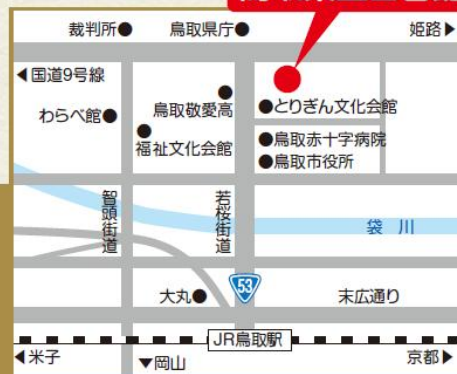 裁判所●
鳥取県庁●
姫路▶
◀国道9号線
わらべ館●
鳥取敬愛高
福祉文化会館
●とりぎん文化会館
●鳥取赤十字病院
●鳥取市役所
智頭街道
若桜街道
袋川
大丸●
53
末広通り
JR鳥取駅
◀米子
▼岡山
京都▶